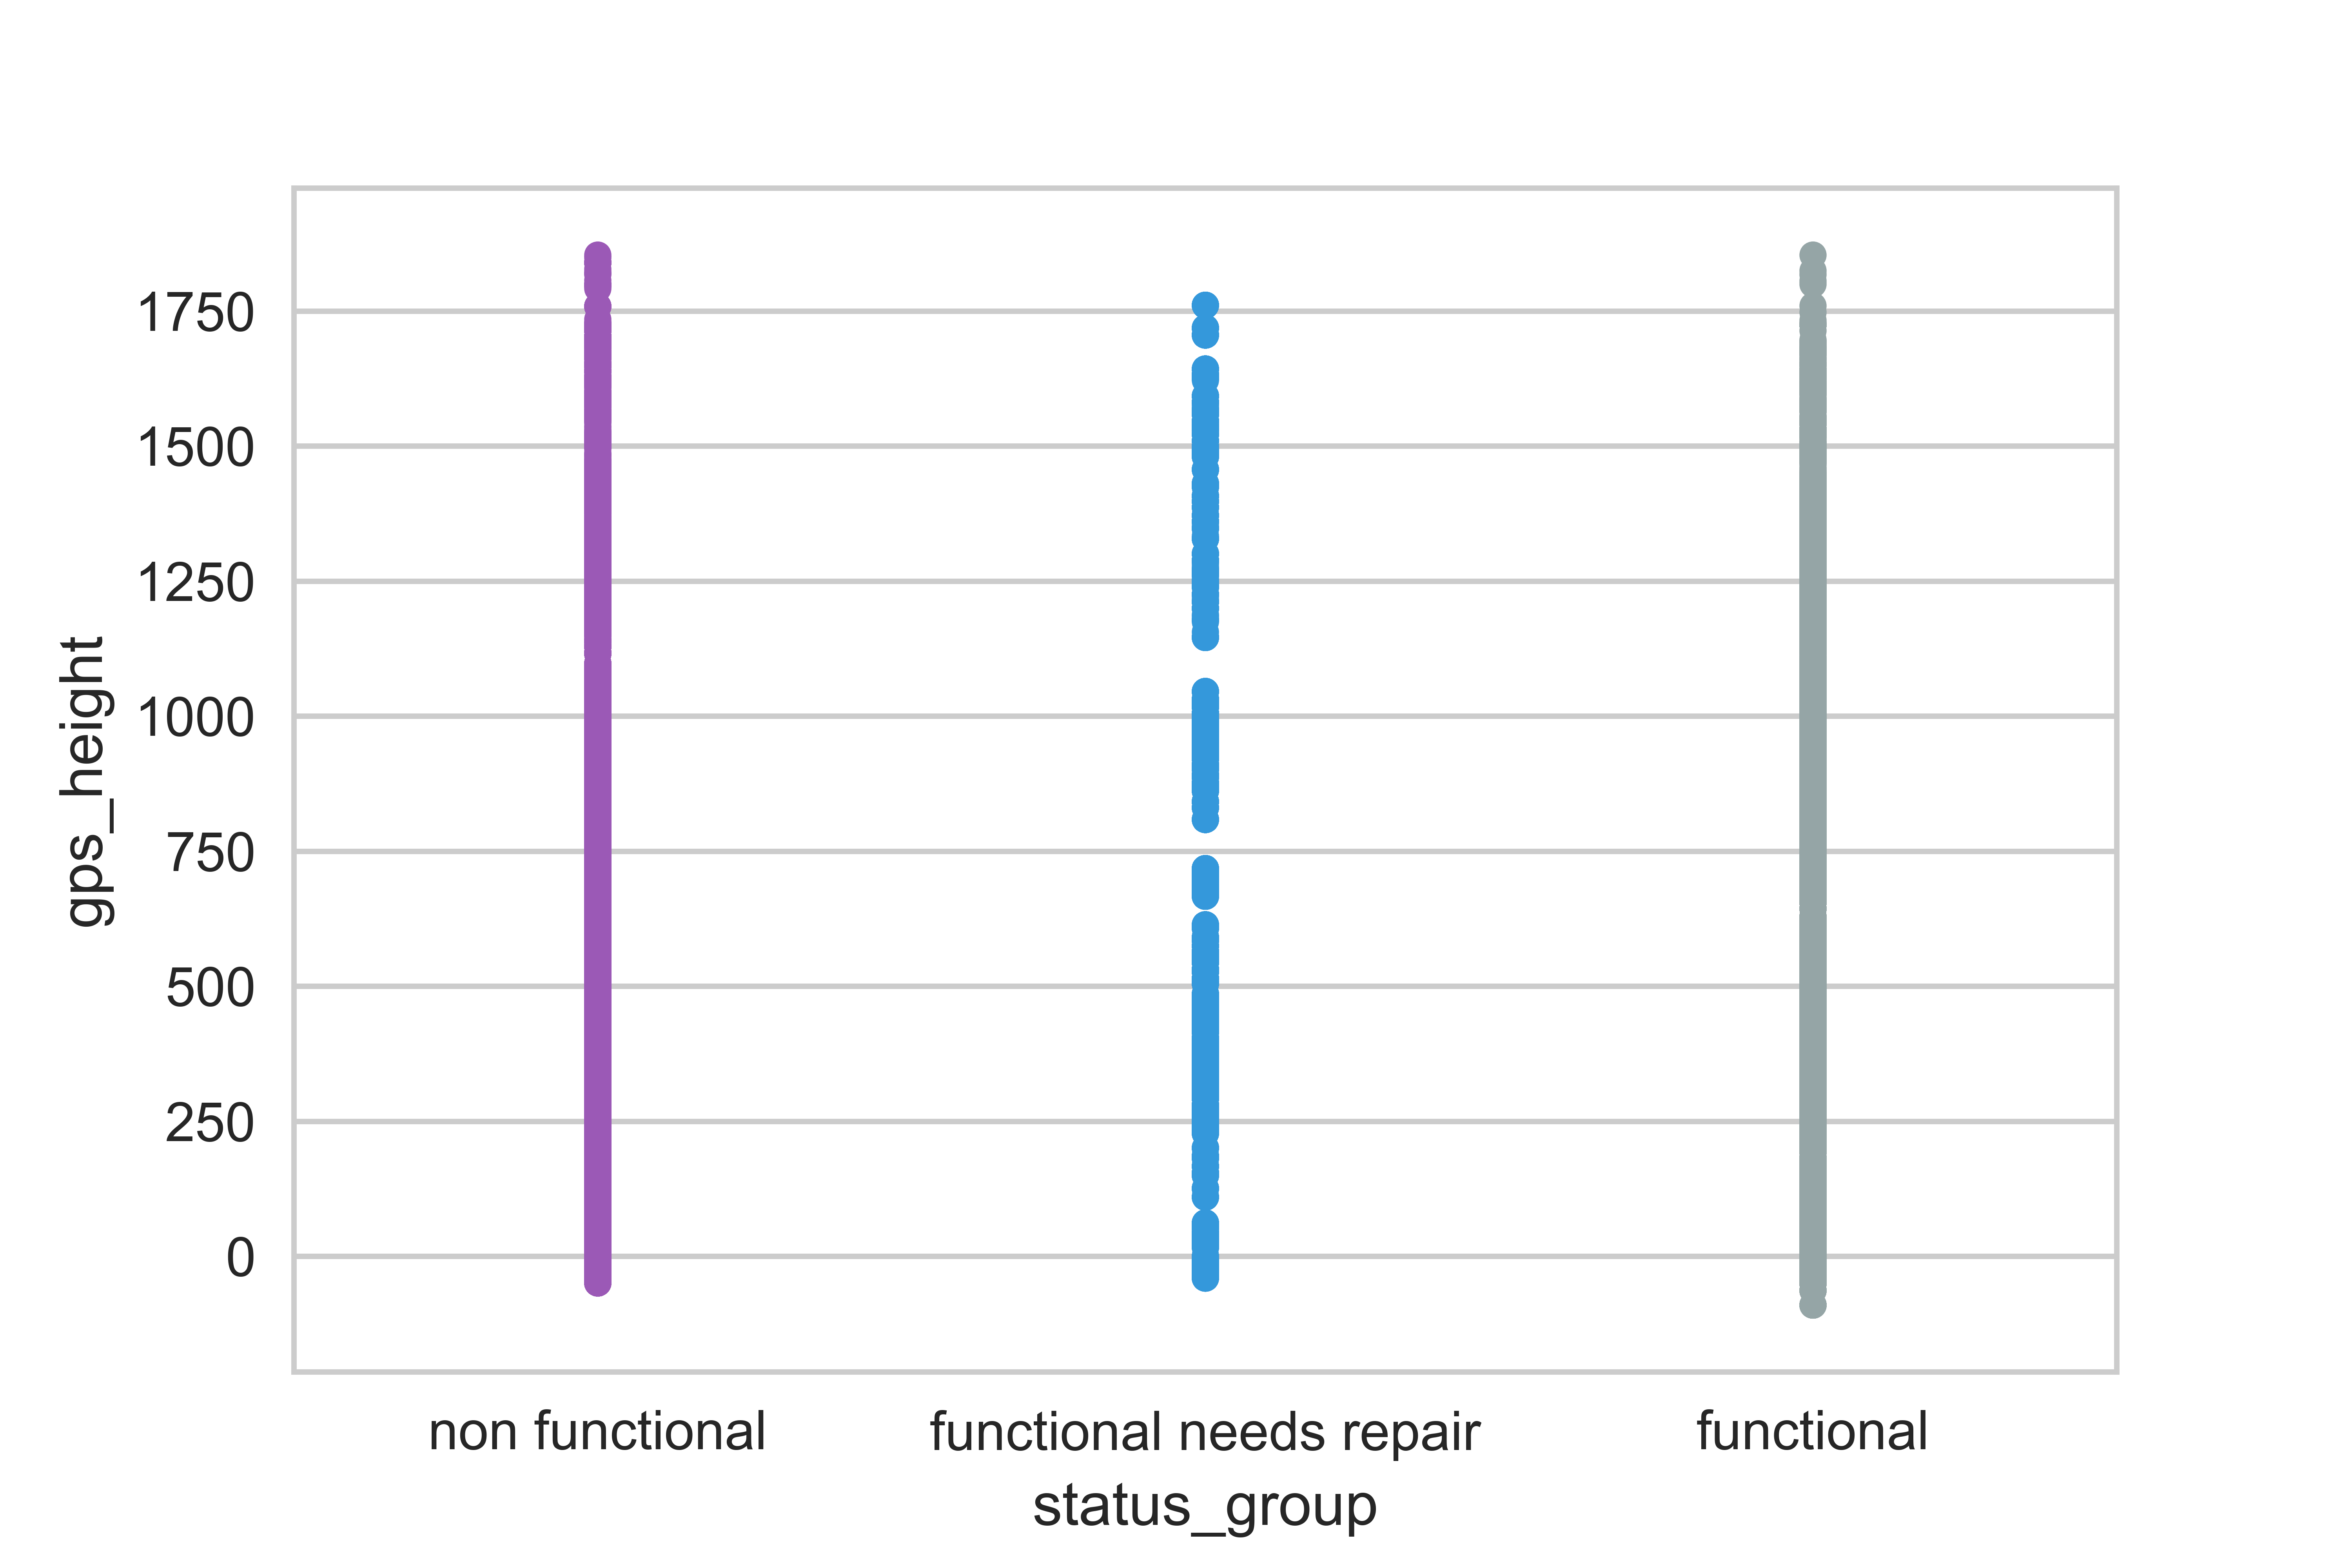 gps_height
1750
1500
1250
1000
750
500
250
0
non functional
functional needs repair
functional
status_group